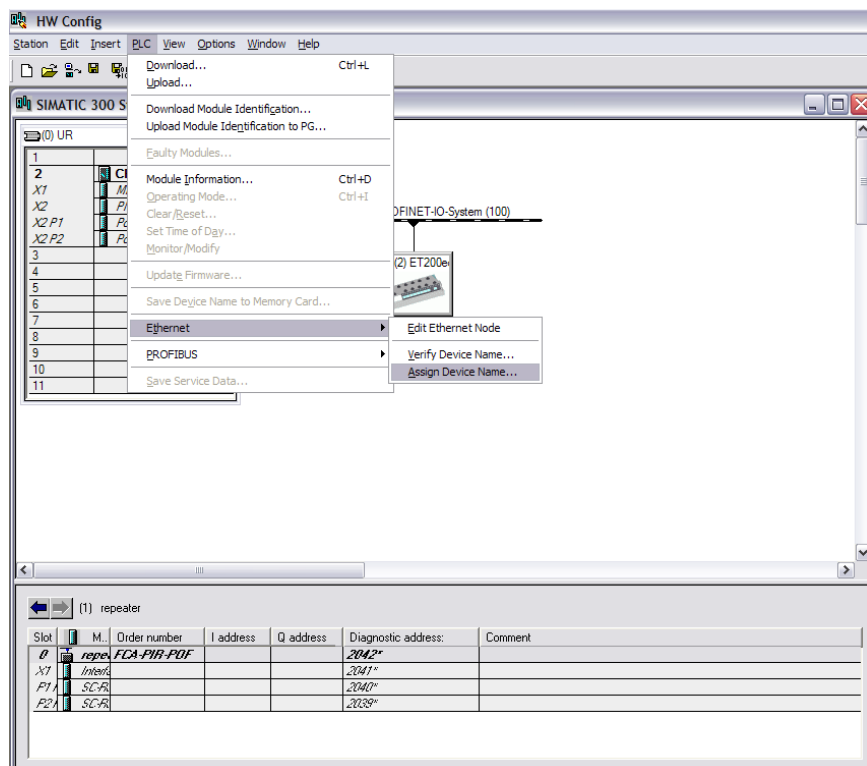 HW Config
Station Edit Insert PLC View Options Window Help
Download... Ctrl+L
Upload...
Download Module Identification...
Upload Module Identification to PG...
Faulty Modules...
Module Information... Ctrl+D
Operating Mode... Ctrl+I
Clear/Reset...
Set Time of Day...
Monitor/Modify
Update Firmware...
Save Device Name to Memory Card...
Ethernet
PROFIBUS
Save Service Data...
Edit Ethernet Node
Verify Device Name...
Assign Device Name...
SIMATIC 300 S
(0) UR
1
2
X1
X2
X2 P1
X2 P2
3
4
5
6
7
8
9
10
11
OFINET-IO-System (100)
(2) ET200e
(1) repeater
Slot M.. Order number I address Q address Diagnostic address: Comment
0 repe FCA-PIR-POF 2042*
X1 Interfa 2041*
P1 SC-R 2040*
P2 SC-R 2039*